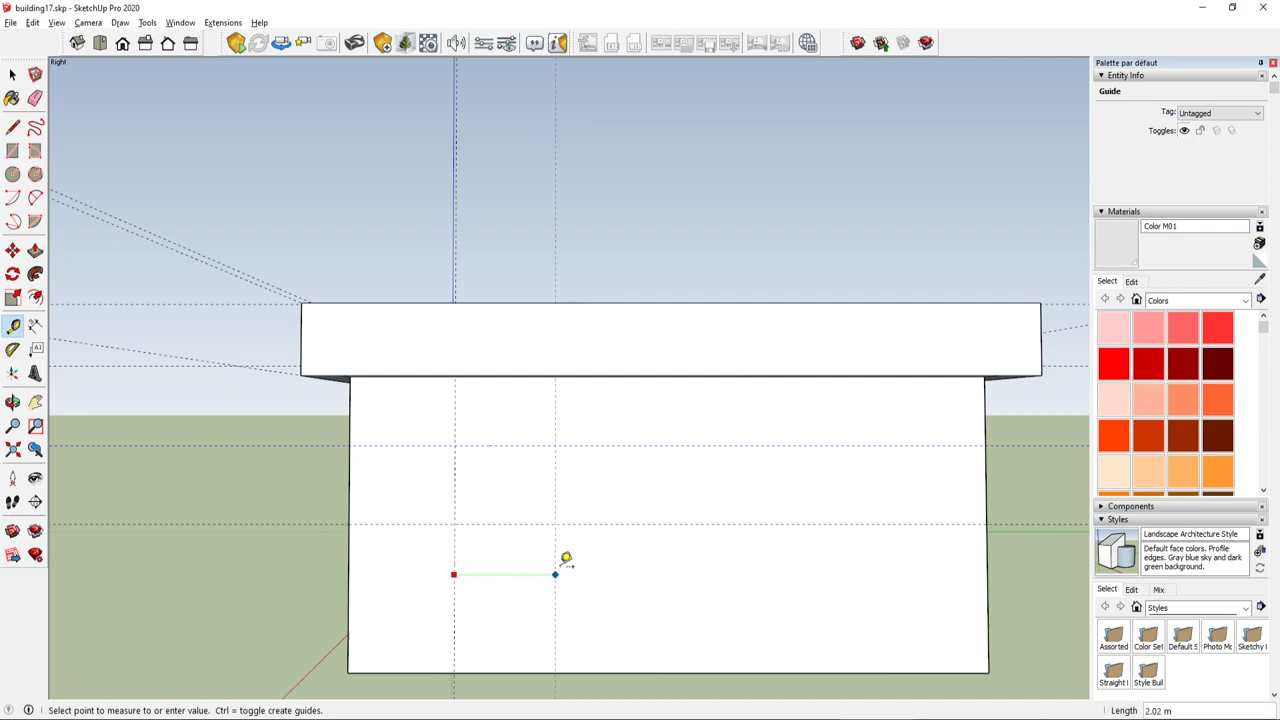 building17.skp - SketchUp Pro 2020
File Edit View Camera Draw Tools Window Extensions Help
Right
Palette par défaut
Entity Info
Guide
Tag: Untagged
Toggles:
Materials
Color M01
Select Edit
Colors
Components
Styles
Landscape Architecture Style
Default face colors. Profile
edges. Gray blue sky and dark
green background.
Select Edit Mix
Styles
Assorted Color Set Default S Photo Mo Sketchy
Straight Style Buil
Select point to measure to or enter value. Ctrl = toggle create guides.
Length 2.02 m